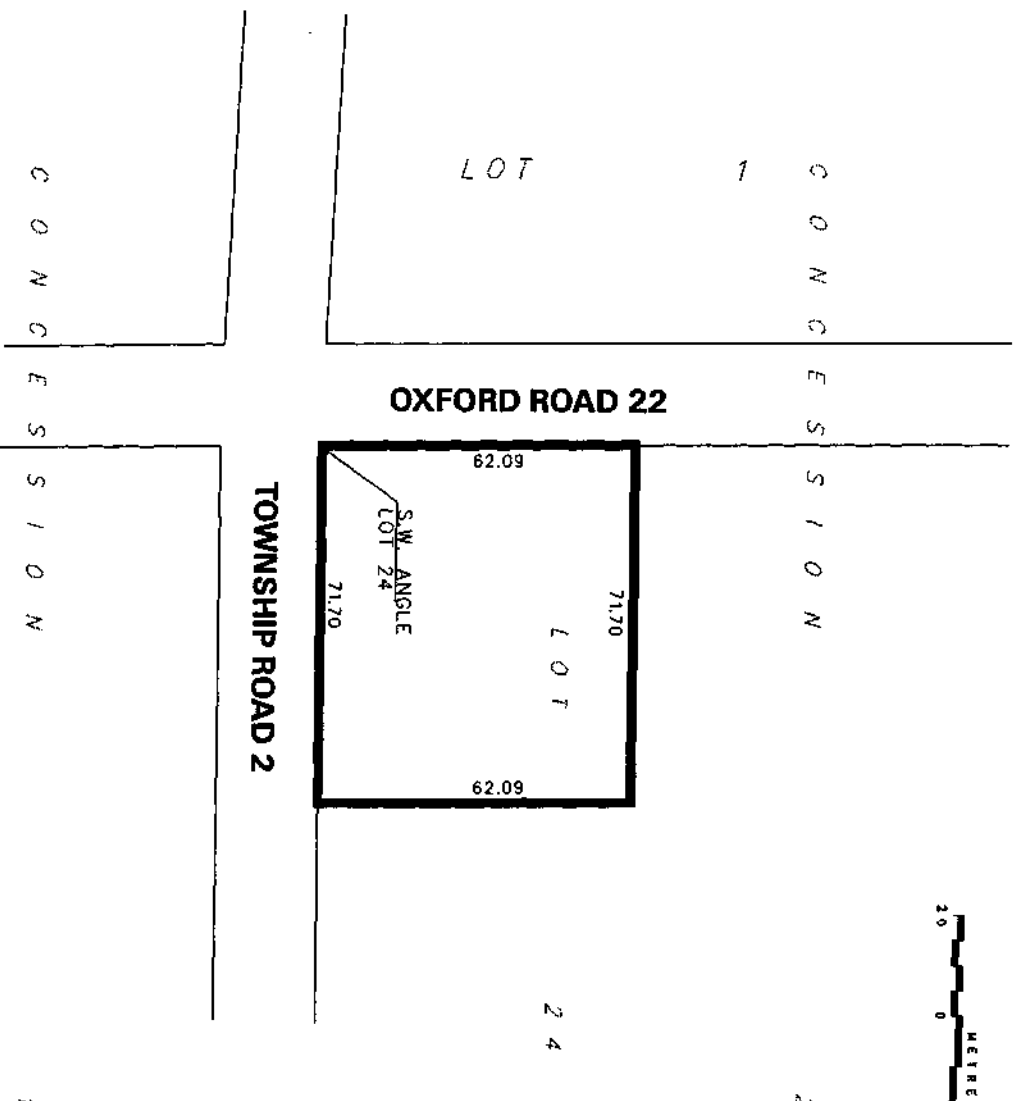 LOT 1
CONCESSION
CONCESSION
OXFORD ROAD 22
62.09
S.W. ANGLE
LOT 24
71.70
71.70
LOT
24
TOWNSHIP ROAD 2
62.09
20 0
METRE